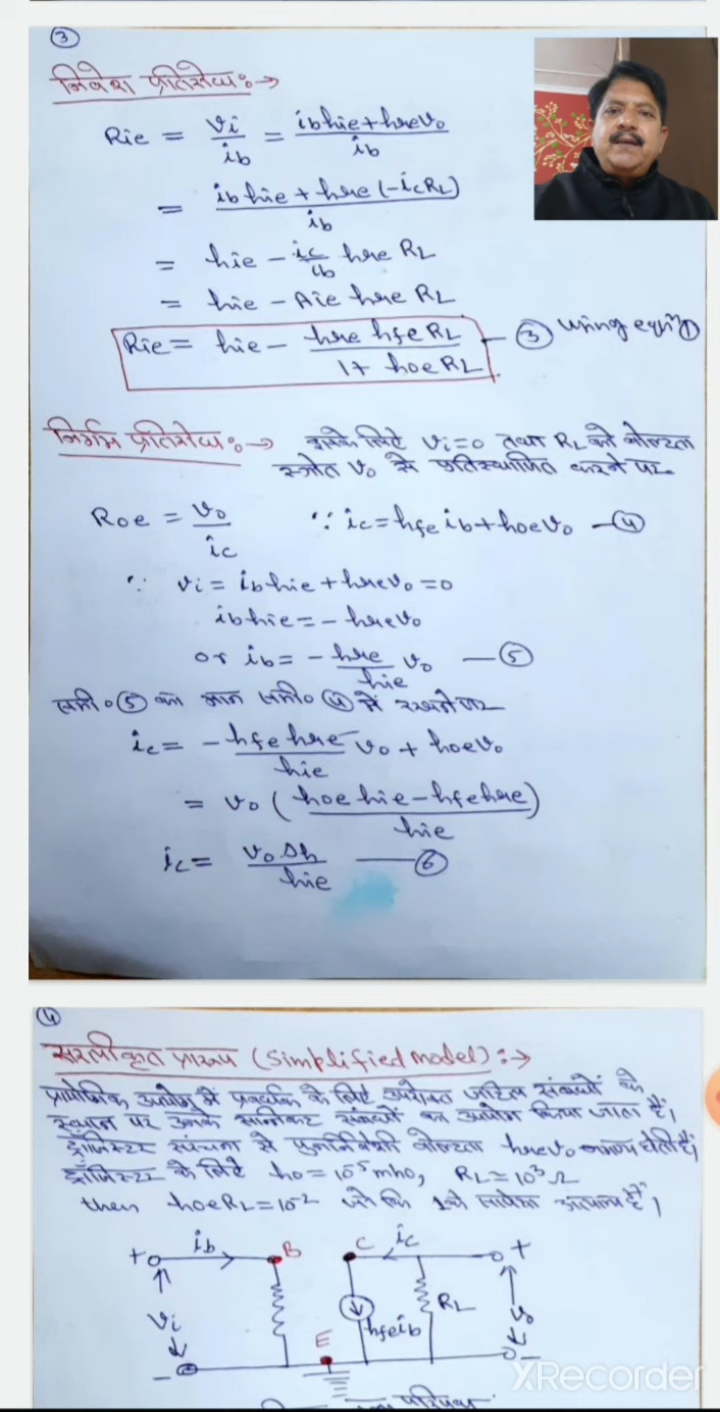 ③
निवेश प्रतिरोध :→
Rie = vi/ib = (ib hie + hre vo)/ib
= (ib hie + hre (-ic RL))/ib
= hie - ic/ib hre RL
= hie - Aie hre RL
Rie = hie - (hre hfe RL)/(1+ hoe RL) — ③ using eqn ①
निर्गम प्रतिरोध :→ इसके लिए vi=0 तथा RL को वोल्टता
स्त्रोत vo से प्रतिस्थापित करने पर
Roe = vo/ic ∵ ic = hfe ib + hoe vo — ④
∵ vi = ib hie + hre vo = 0
ib hie = - hre vo
or ib = - hre/hie vo — ⑤
समी० ⑤ का मान समी० ④ में रखने पर
ic = - (hfe hre)/hie vo + hoe vo
= vo ((hoe hie - hfe hre)/hie)
ic = (vo Δh)/hie — ⑥
④
सरलीकृत प्रारूप (Simplified model) :→
प्रायोगिक उपयोग में प्रवर्धक के लिए उपरोक्त जटिल संबंधों के
स्थान पर उनके सन्निकट संबंधों का उपयोग किया जाता है।
ट्रांजिस्टर संरचना से पुनर्निवेशी वोल्टता hre vo नगण्य होती है,
ट्रांजिस्टर के लिए ho = 10⁻⁵ mho, RL = 10³ Ω
then hoe RL = 10⁻² जो कि 1 के सापेक्ष है।
+ ib B C ic +
vi hfe ib RL vo
- E -
XRecorder